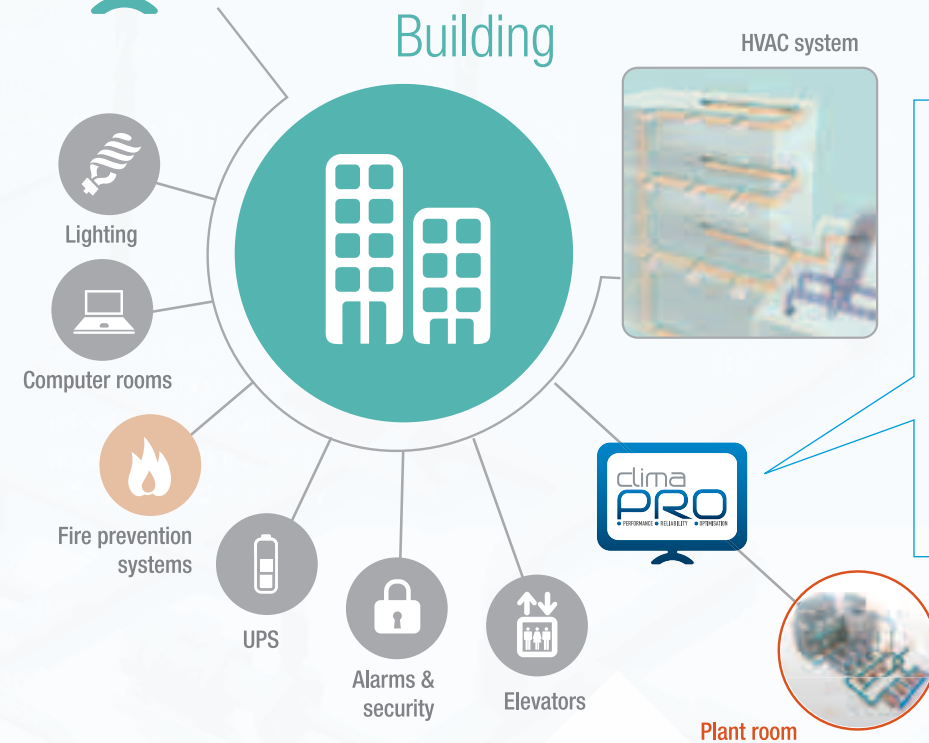 Building
HVAC system
Lighting
Computer rooms
Fire prevention
systems
UPS
Alarms &
security
Elevators
clima
PRO
• PERFORMANCE • RELIABILITY • OPTIMISATION
Plant room